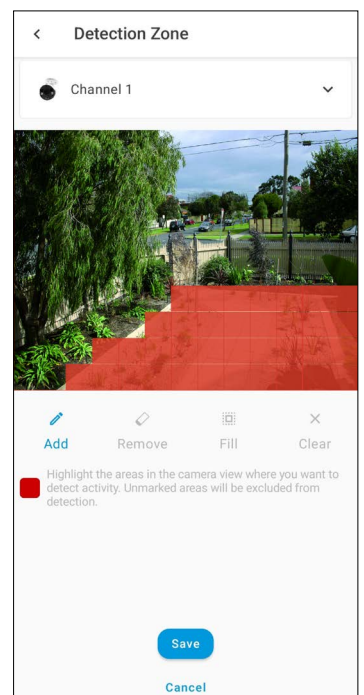 Detection Zone
Channel 1
Add Remove Fill Clear
Highlight the areas in the camera view where you want to
detect activity. Unmarked areas will be excluded from
detection.
Save
Cancel